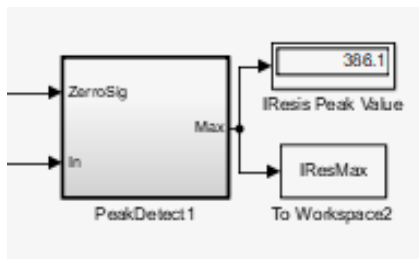 386.1
ZerroSig
IResis Peak Value
Max
In
IResMax
PeakDetect1
To Workspace2